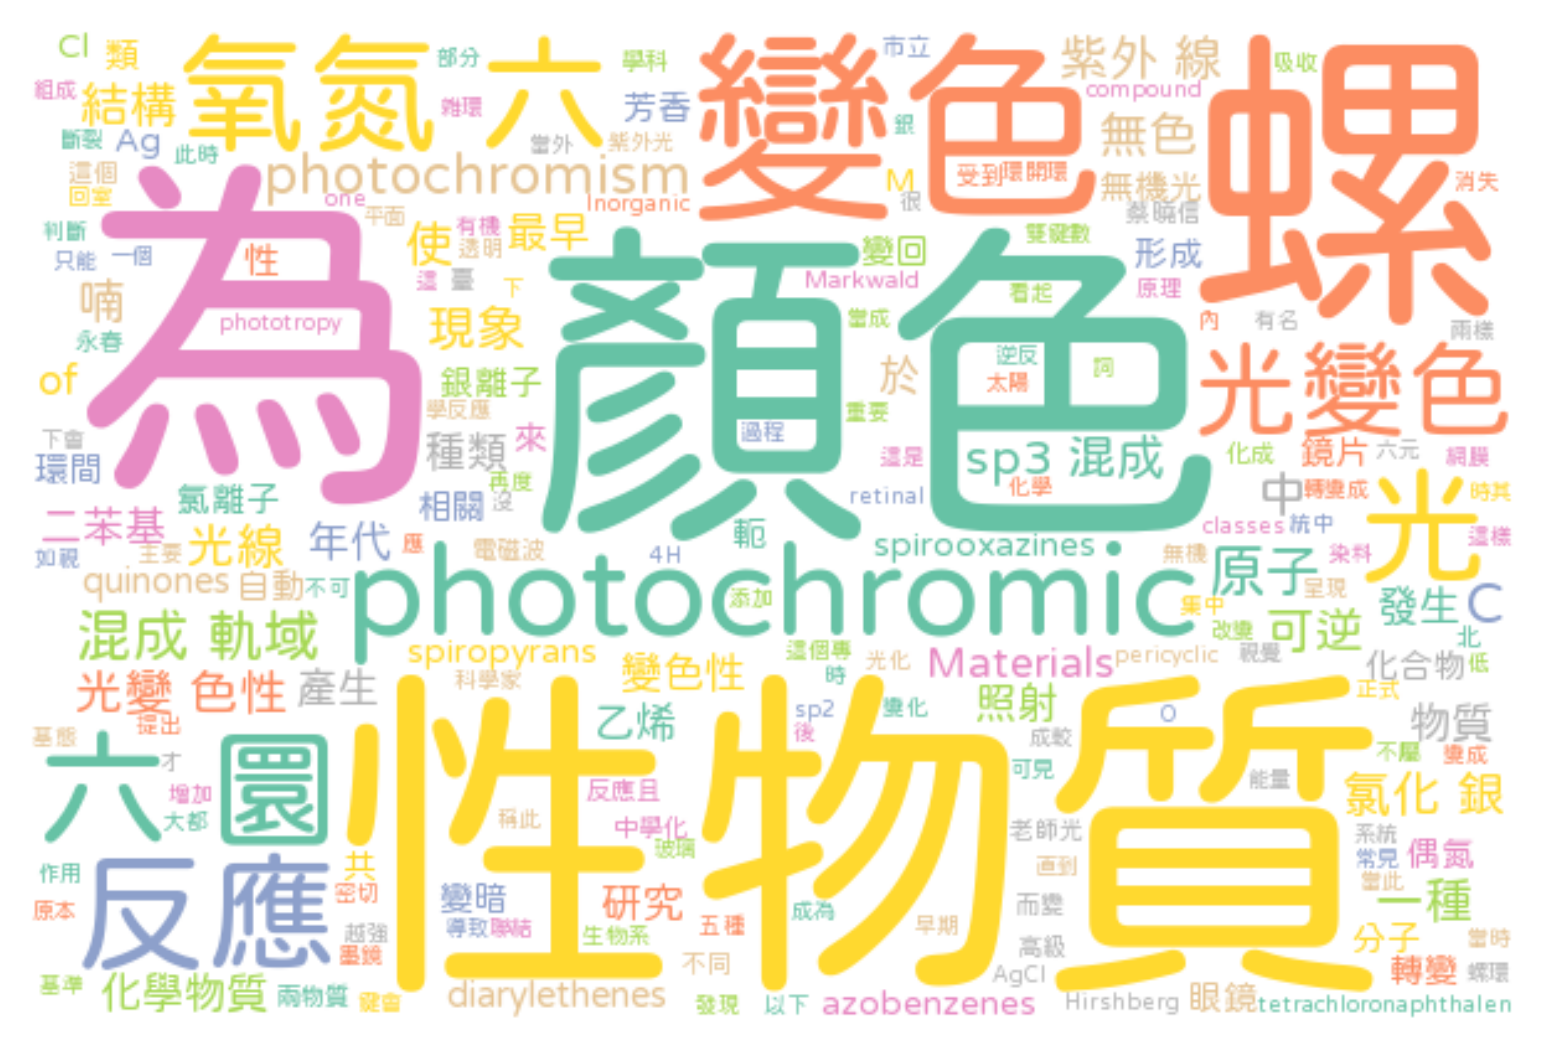 Cl
類
氧氮六
部分
學科
變色
市立
紫外 線
吸收
螺
組成
結構
雜環
芳香
compound
斷裂
Ag
此時
當外
紫外光
銀
無色
這個
photochromism
受到環開環
消失
回室
one
平面
Inorganic
M
很
無機光
蔡曉信
判斷
為
性
使
有機
透明
最早
顏色
變回
雙鍵數
形成
只能
一個
這
臺
下
Markwald
看起
原理
喃
phototropy
現象
當成
內
有名
兩樣
永春
of
銀離子
於
逆反
太陽
詞
光變色
學反應
重要
下會
種類
來
過程
這是
sp3 混成
化成
鏡片
六元
網膜
環間
氯離子
相關
再度
沒
retinal
化學
中
轉變成
光
時其
二苯基
光線
年代
應
電磁波
4H
軛
spirooxazines
classes
統中
這樣
如視
主要
無機
染料
quinones
自動
不可
photochromic
添加
原子
呈現
發生
C
集中
混成 軌域
spiropyrans
變色性
這個專
時
光化
Materials
pericyclic
視覺
改變
可逆
北
化合物
低
光變 色性
產生
科學家
提出
性物質
乙烯
sp2
後
變化
照射
成較
O
正式
物質
基態
六
才
圜
可見
能量
不屬
變成
增加
大都
反應且
氯化 銀
稱此
中學化
玻璃
老師光
系統
作用
反應
共
密切
直到
常見
偶氮
當此
原本
變暗
研究
五種
成為
早期
而變
一種
越強
墨鏡
導致
聯結
生物系
高級
分子
當時
基準
化學物質
兩物質
鍵會
diarylethenes
不同
發現
以下
azobenzenes
AgCl
Hirshberg
眼鏡
轉變
螺環
tetrachloronaphthalen